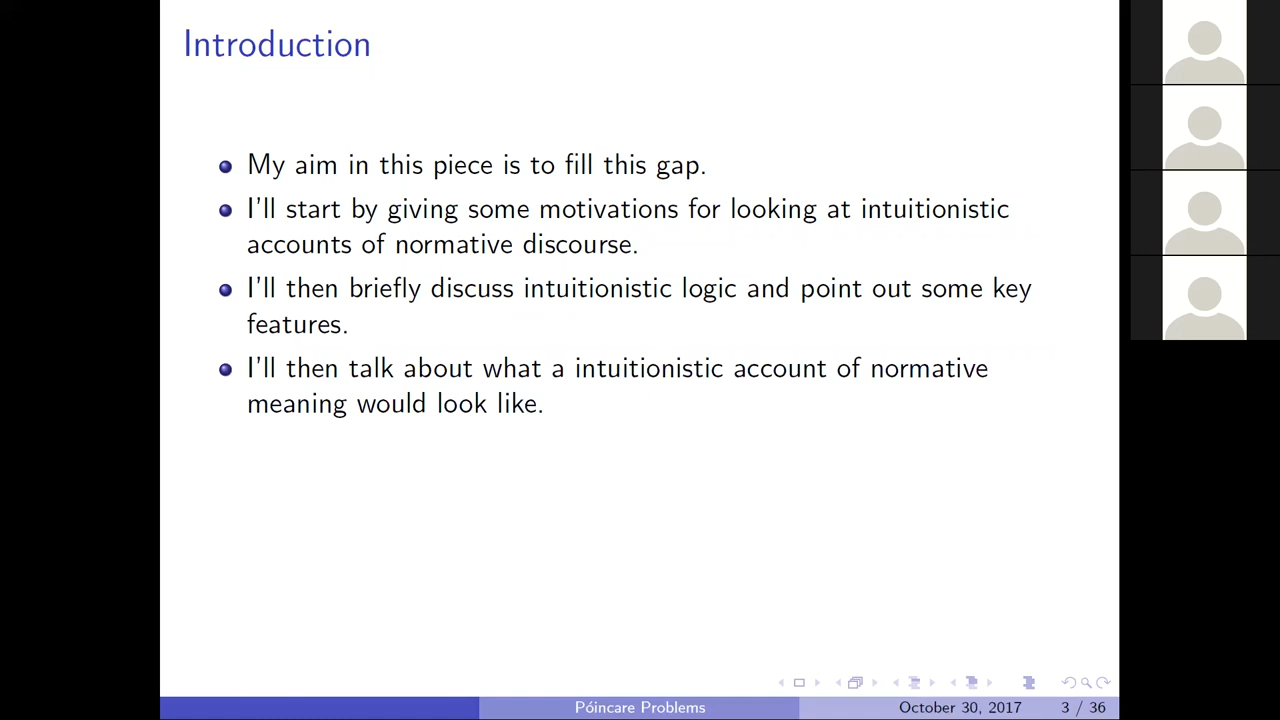 Introduction
My aim in this piece is to fill this gap.
I'll start by giving some motivations for looking at intuitionistic
accounts of normative discourse.
I'll then briefly discuss intuitionistic logic and point out some key
features.
I'll then talk about what a intuitionistic account of normative
meaning would look like.
Póincare Problems
October 30, 2017
3 / 36